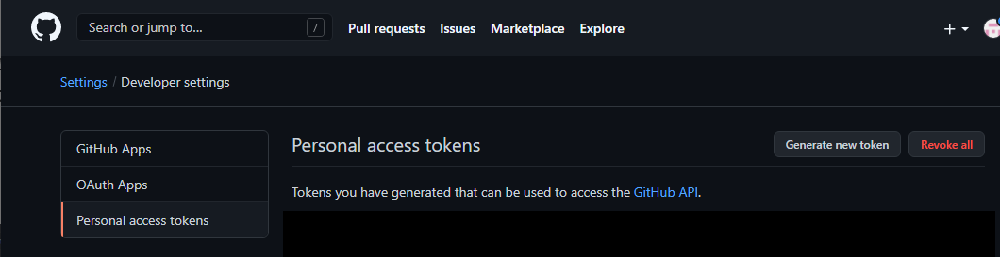 Search or jump to... /
Pull requests Issues Marketplace Explore
Settings / Developer settings
GitHub Apps
OAuth Apps
Personal access tokens
Personal access tokens
Generate new token
Revoke all
Tokens you have generated that can be used to access the GitHub API.